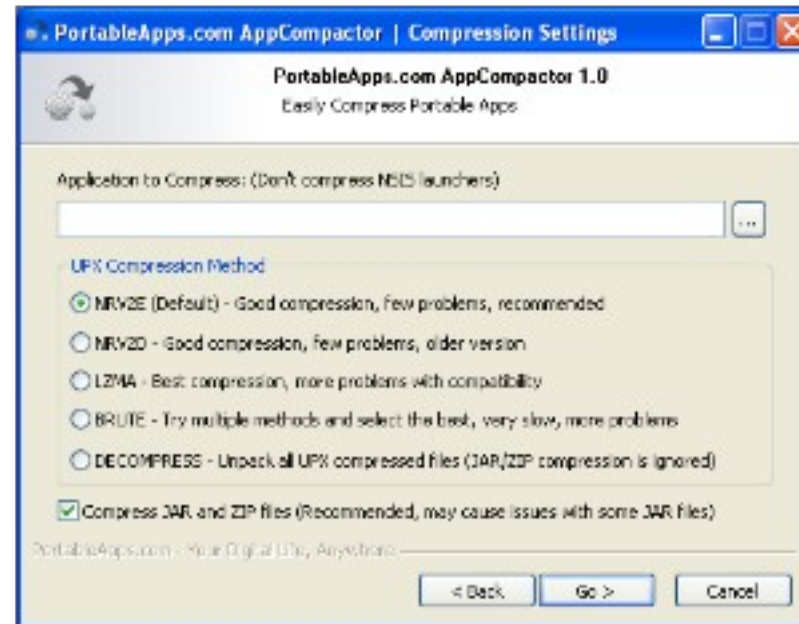 PortableApps.com AppCompactor | Compression Settings
PortableApps.com AppCompactor 1.0
Easily Compress Portable Apps
Application to Compress: (Don't compress NSIS launchers)
...
UPX Compression Method
NRV2E (Default) - Good compression, few problems, recommended
NRV2D - Good compression, few problems, older version
LZMA - Best compression, more problems with compatibility
BRUTE - Try multiple methods and select the best, very slow, more problems
DECOMPRESS - Unpack all UPX compressed files (JAR/ZIP compression is ignored)
Compress JAR and ZIP files (Recommended, may cause issues with some JAR files)
PortableApps.com - Your Digital Life, Anywhere
< Back Go > Cancel